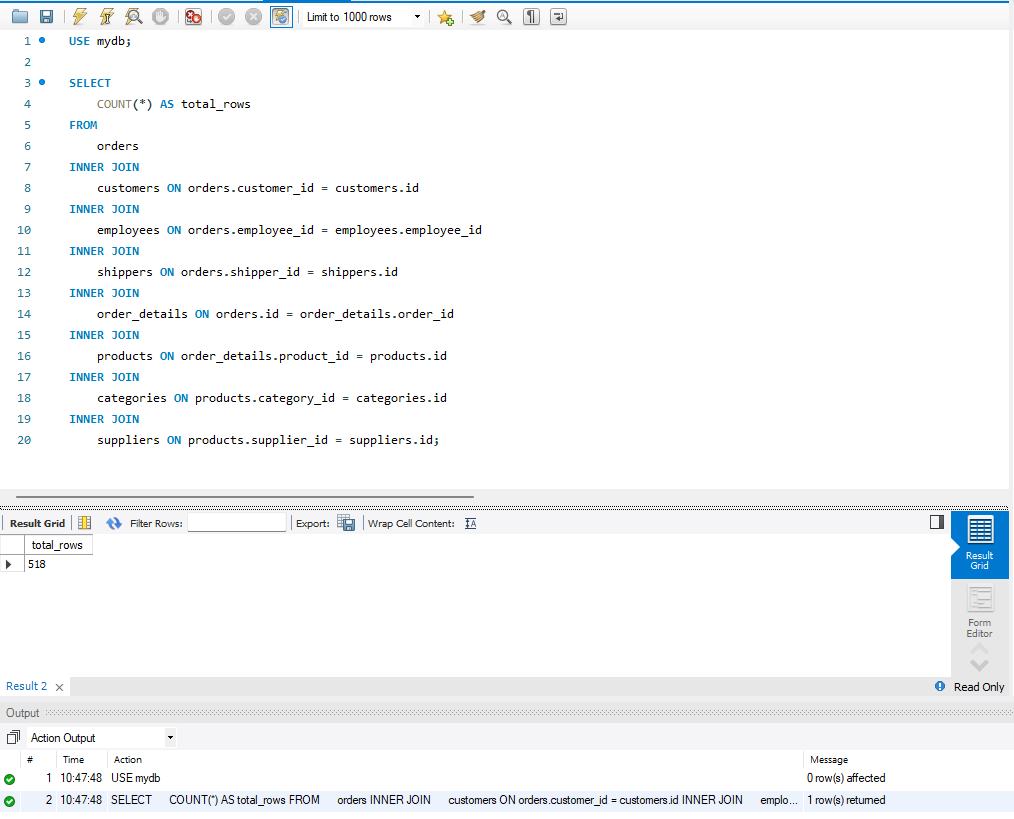 Limit to 1000 rows
1 USE mydb;
2
3 SELECT
4 COUNT(*) AS total_rows
5 FROM
6 orders
7 INNER JOIN
8 customers ON orders.customer_id = customers.id
9 INNER JOIN
10 employees ON orders.employee_id = employees.employee_id
11 INNER JOIN
12 shippers ON orders.shipper_id = shippers.id
13 INNER JOIN
14 order_details ON orders.id = order_details.order_id
15 INNER JOIN
16 products ON order_details.product_id = products.id
17 INNER JOIN
18 categories ON products.category_id = categories.id
19 INNER JOIN
20 suppliers ON products.supplier_id = suppliers.id;
Result Grid Filter Rows: Export: Wrap Cell Content:
total_rows
518
Result
Grid
Form
Editor
Result 2 Read Only
Output
Action Output
# Time Action Message
1 10:47:48 USE mydb 0 row(s) affected
2 10:47:48 SELECT COUNT(*) AS total_rows FROM orders INNER JOIN customers ON orders.customer_id = customers.id INNER JOIN emplo... 1 row(s) returned